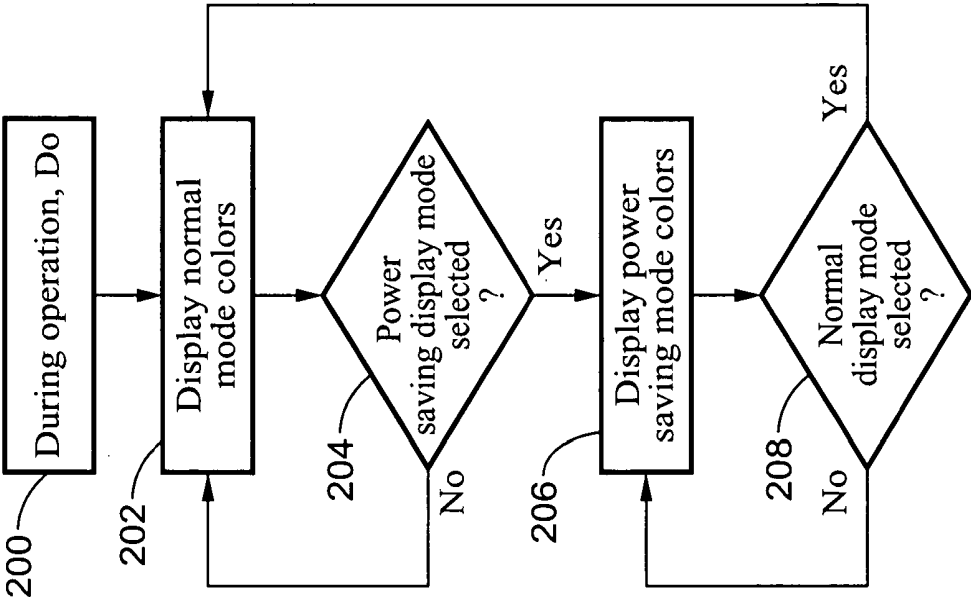 200
During operation, Do
202
Display normal
mode colors
204
Power
saving display mode
selected
?
No
Yes
206
Display power
saving mode colors
208
Normal
display mode
selected
?
No
Yes